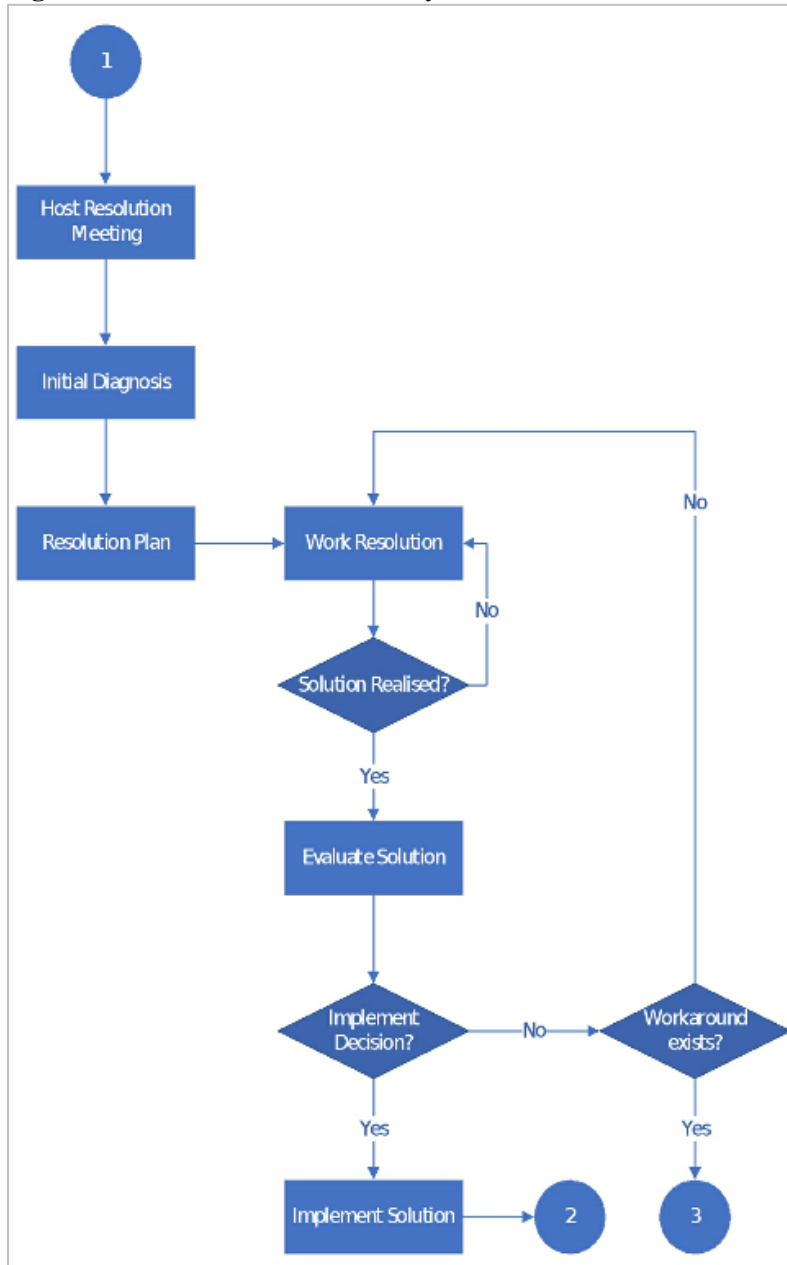 1
Host Resolution
Meeting
Initial Diagnosis
No
Resolution Plan
Work Resolution
No
Solution Realised?
Yes
Evaluate Solution
Implement
Decision?
No
Workaround
exists?
Yes
Yes
Implement Solution
2
3